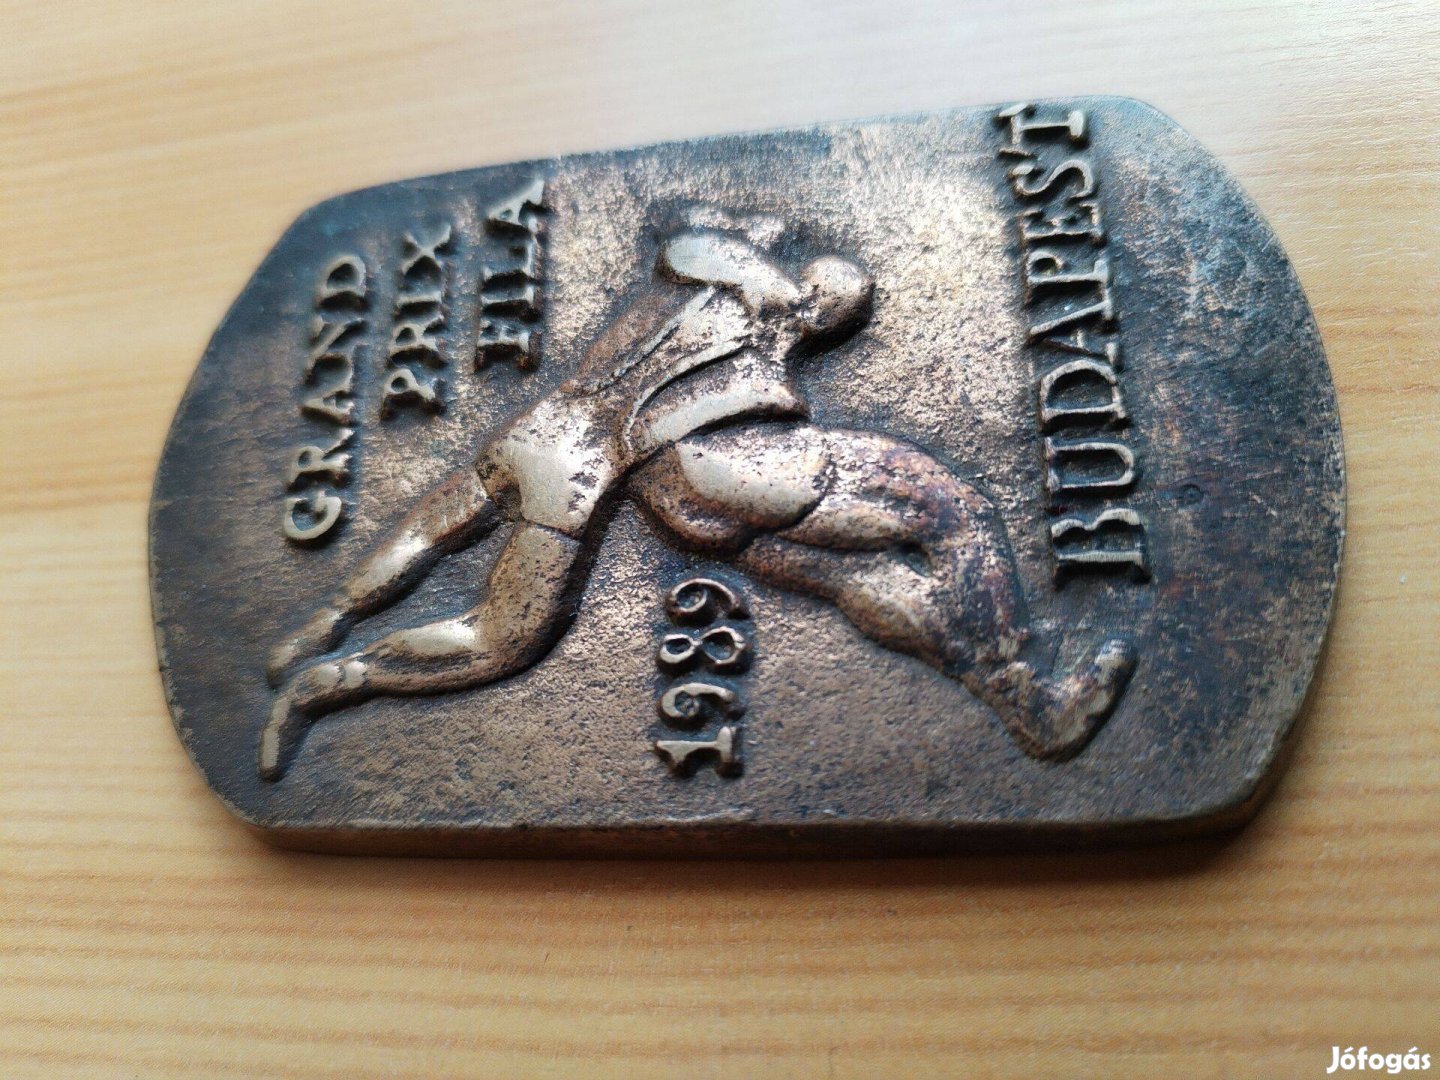 GRAND
PRIX
FILA
1989
BUDAPEST
Jófogás